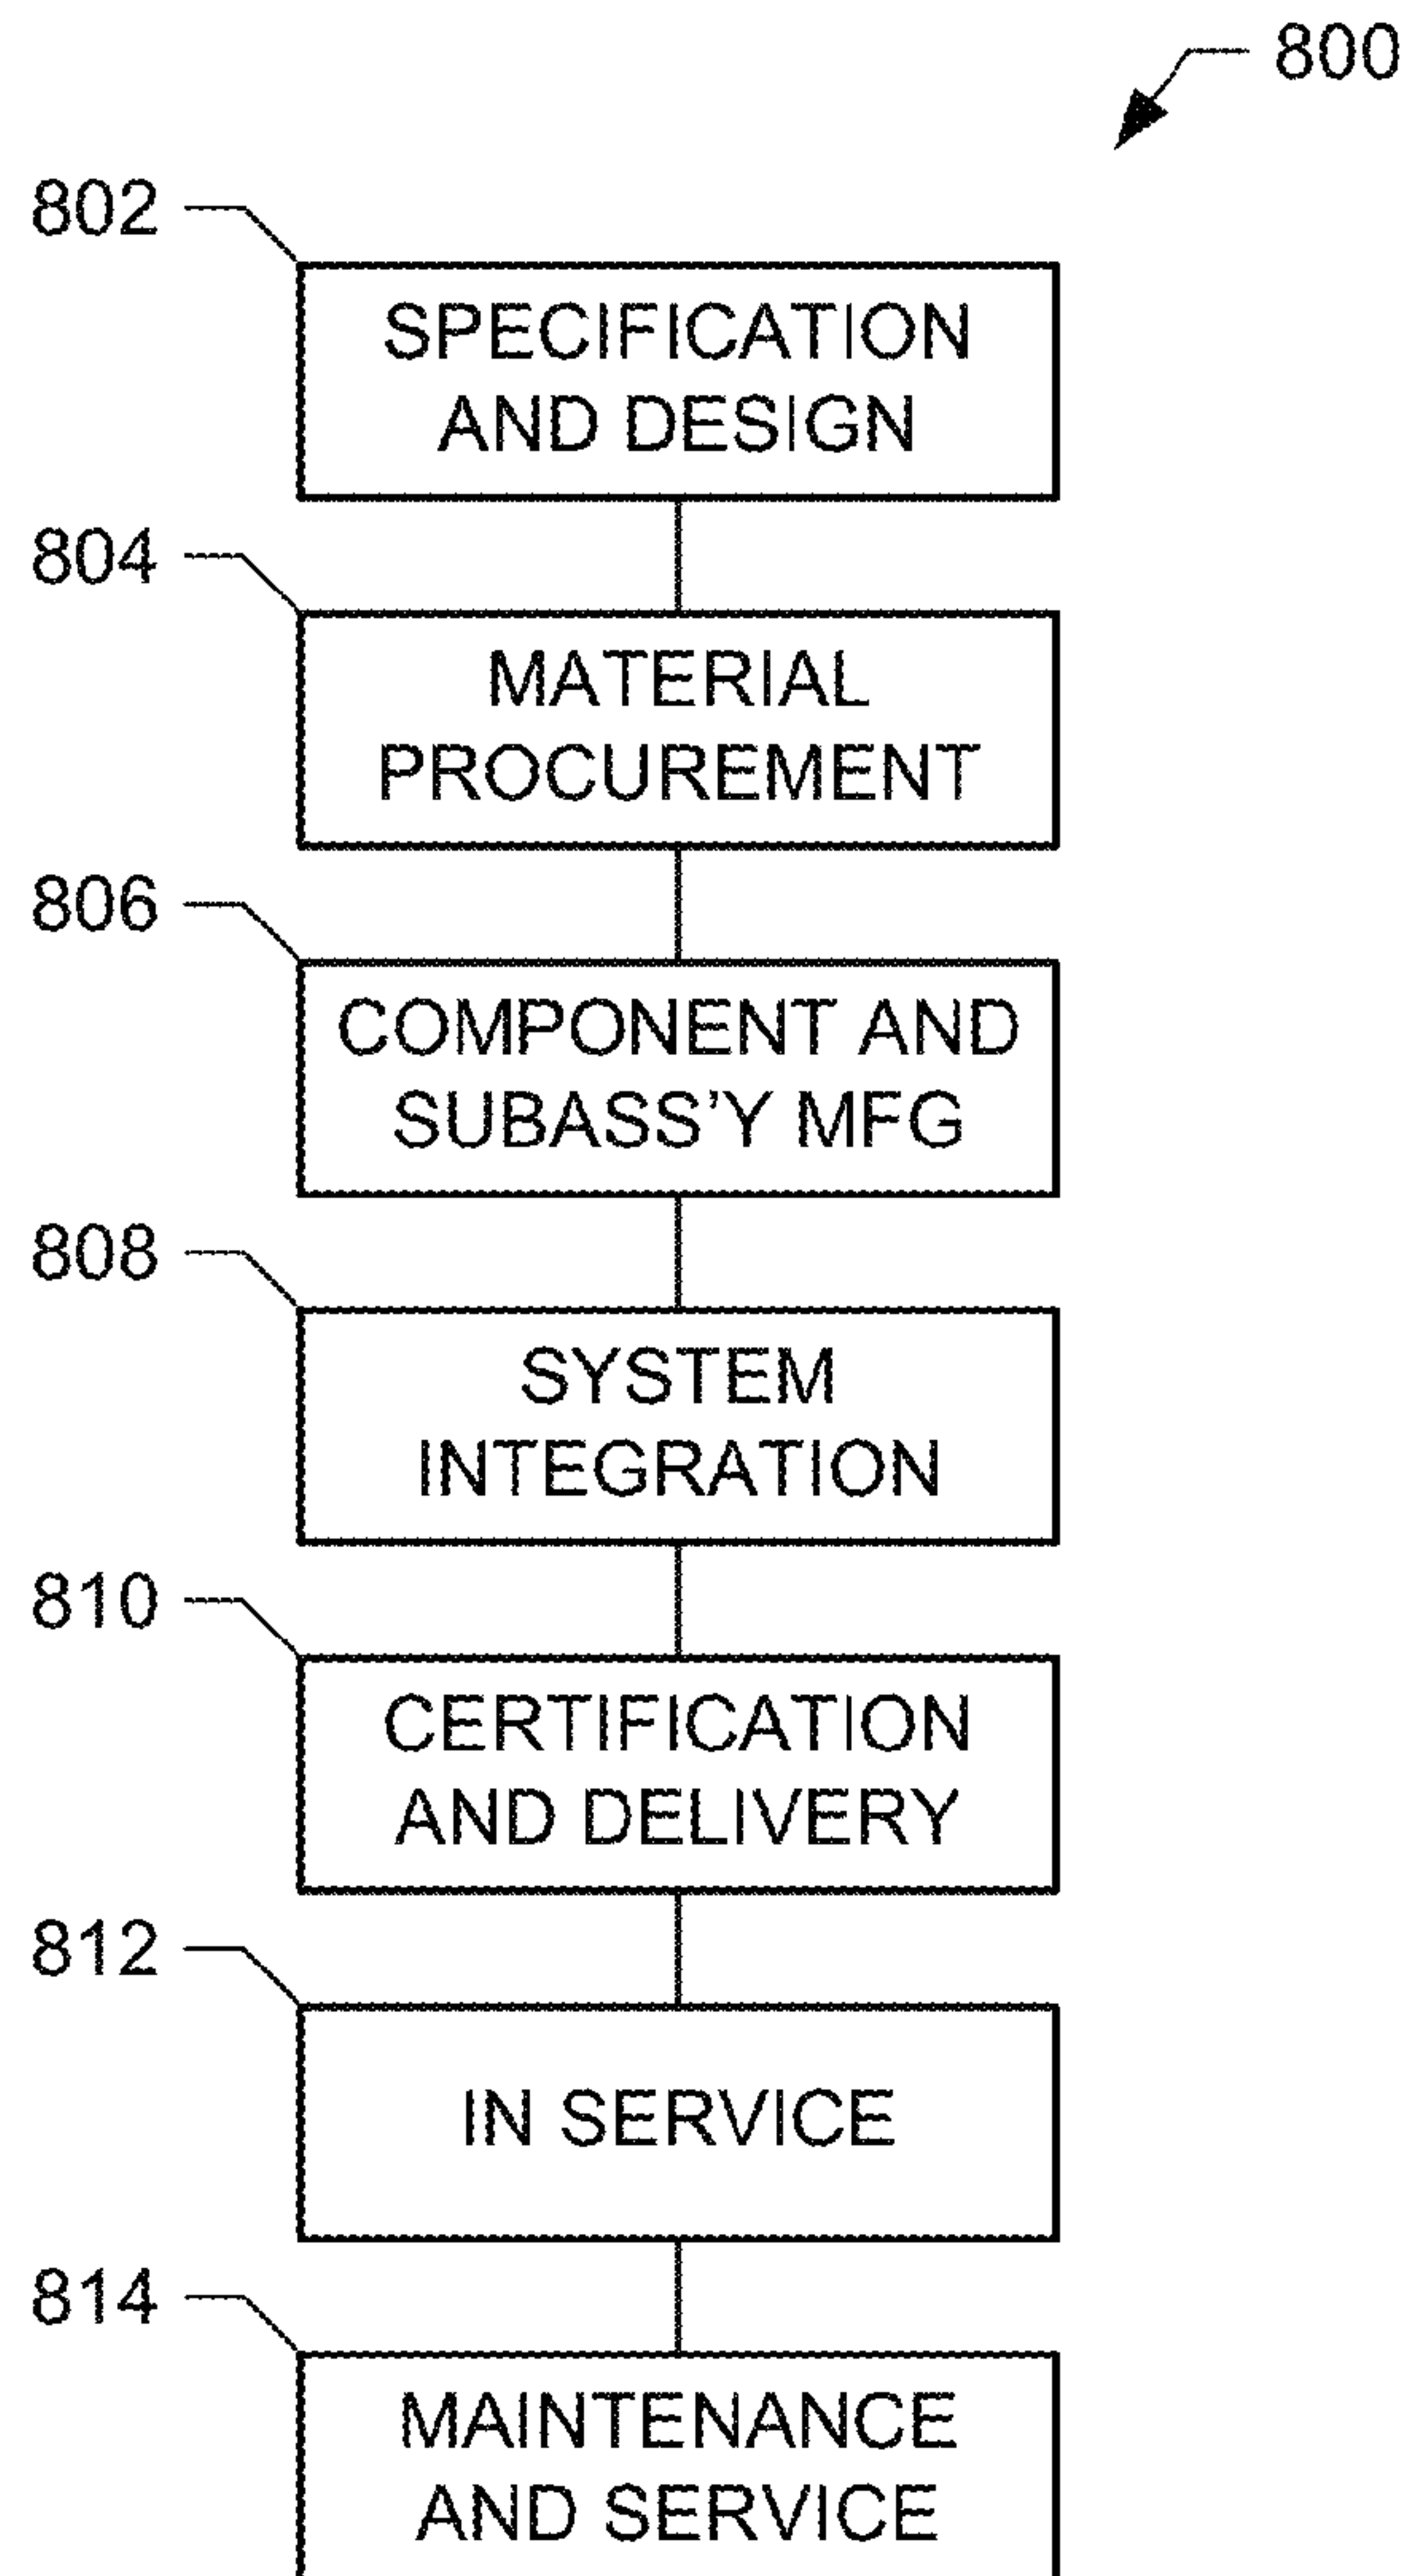 800
802
SPECIFICATION
AND DESIGN
804
MATERIAL
PROCUREMENT
806
COMPONENT AND
SUBASS’Y MFG
808
SYSTEM
INTEGRATION
810
CERTIFICATION
AND DELIVERY
812
IN SERVICE
814
MAINTENANCE
AND SERVICE